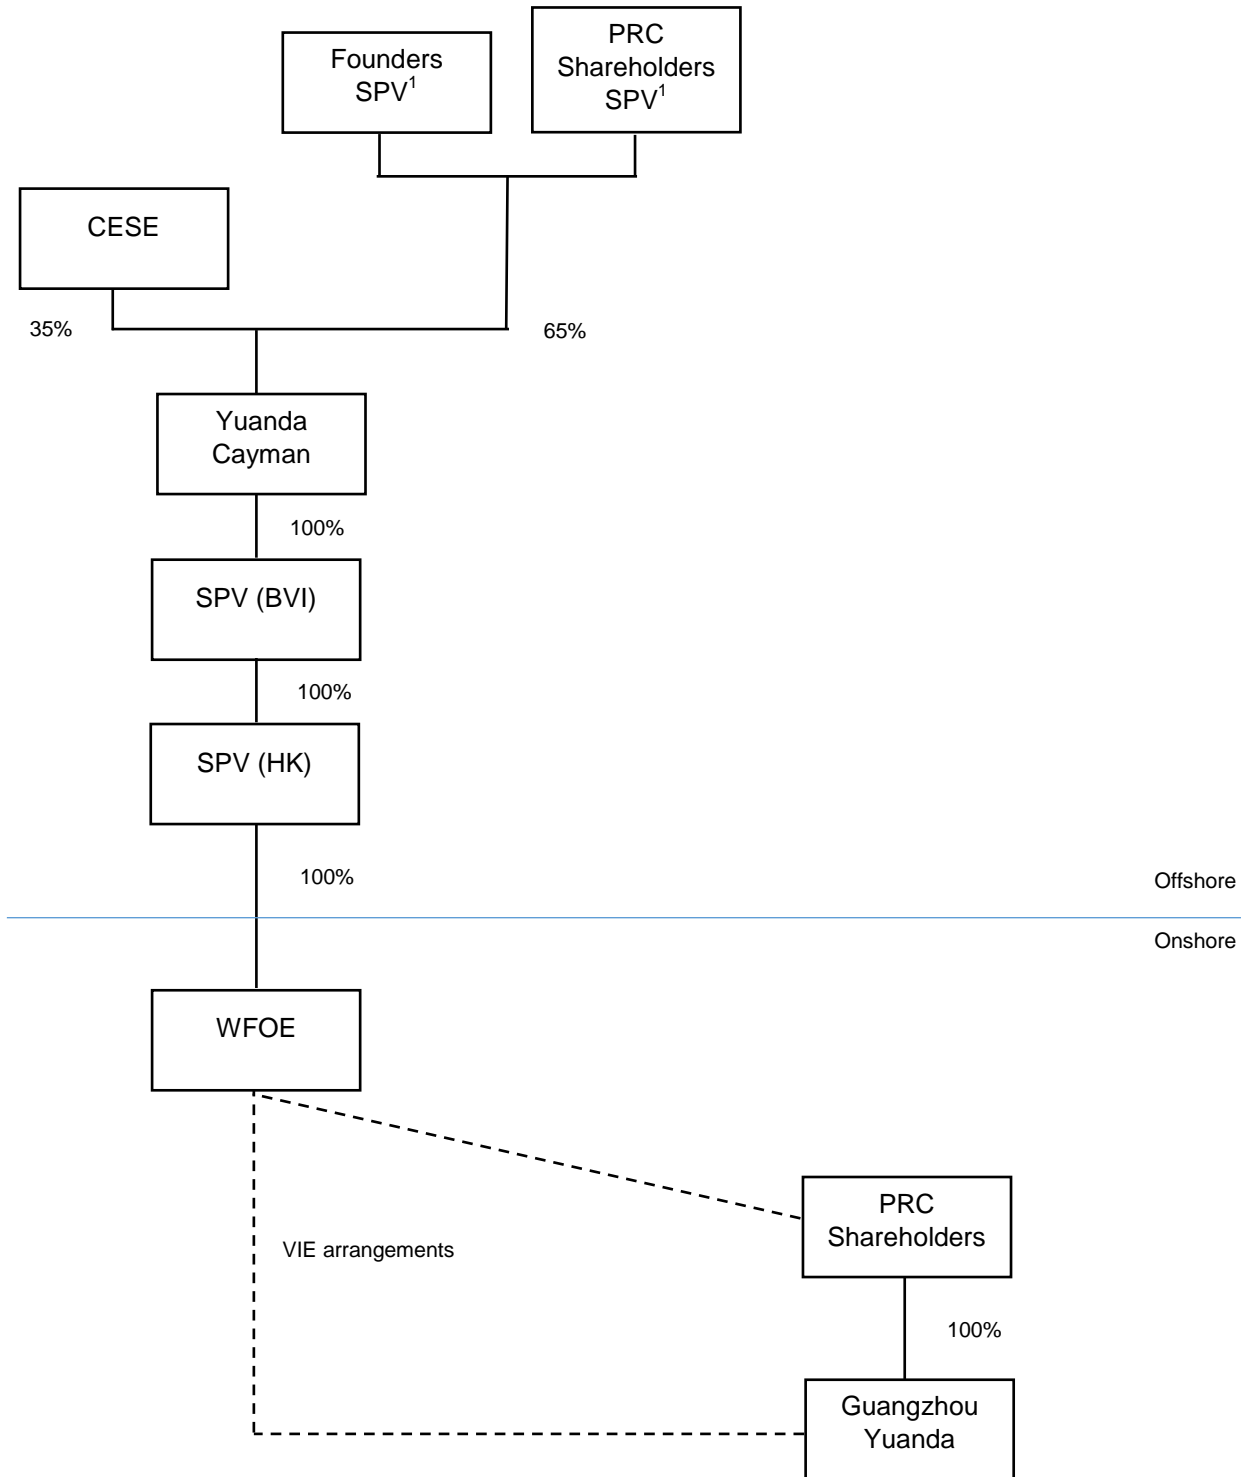 Founders
SPV¹
PRC
Shareholders
SPV¹
CESE
35%
65%
Yuanda
Cayman
100%
SPV (BVI)
100%
SPV (HK)
100%
Offshore
Onshore
WFOE
PRC
Shareholders
VIE arrangements
100%
Guangzhou
Yuanda